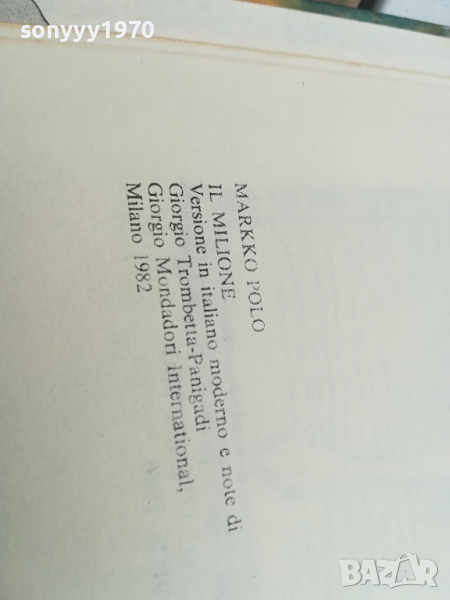 sonyyy1970
MARKKO POLO
IL MILIONE
Versione in italiano moderno e note di
Giorgio Trombetta-Panigadi
Giorgio Mondadori International,
Milano 1982
BAZAR